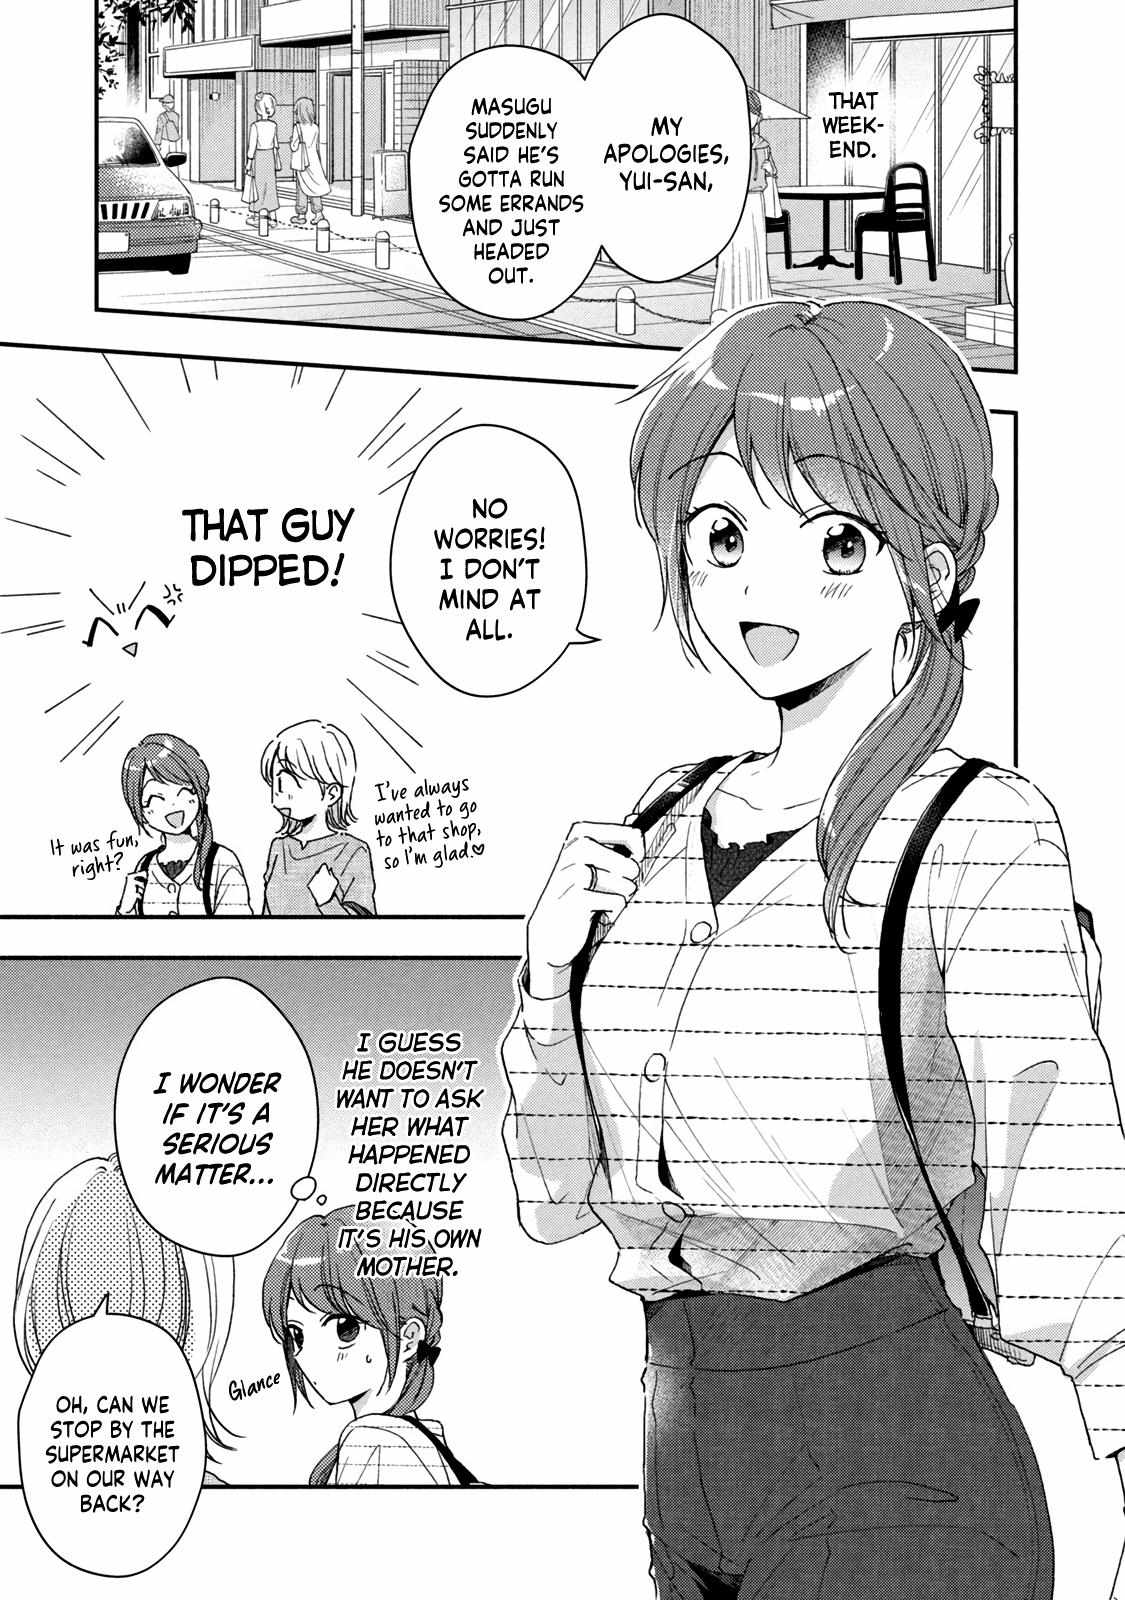 THAT
WEEK-
END.
MY
APOLOGIES,
YUI-SAN,
MASUGU
SUDDENLY
SAID HE'S
GOTTA RUN
SOME ERRANDS
AND JUST
HEADED
OUT.
NO
WORRIES!
I DON'T
MIND AT
ALL.
THAT GUY
DIPPED!
I've always
wanted to go
to that shop,
so I'm glad.♡
It was fun,
right?
I GUESS
HE DOESN'T
WANT TO ASK
HER WHAT
HAPPENED
DIRECTLY
BECAUSE
IT'S HIS OWN
MOTHER.
I WONDER
IF IT'S A
SERIOUS
MATTER...
Glance
OH, CAN WE
STOP BY THE
SUPERMARKET
ON OUR WAY
BACK?